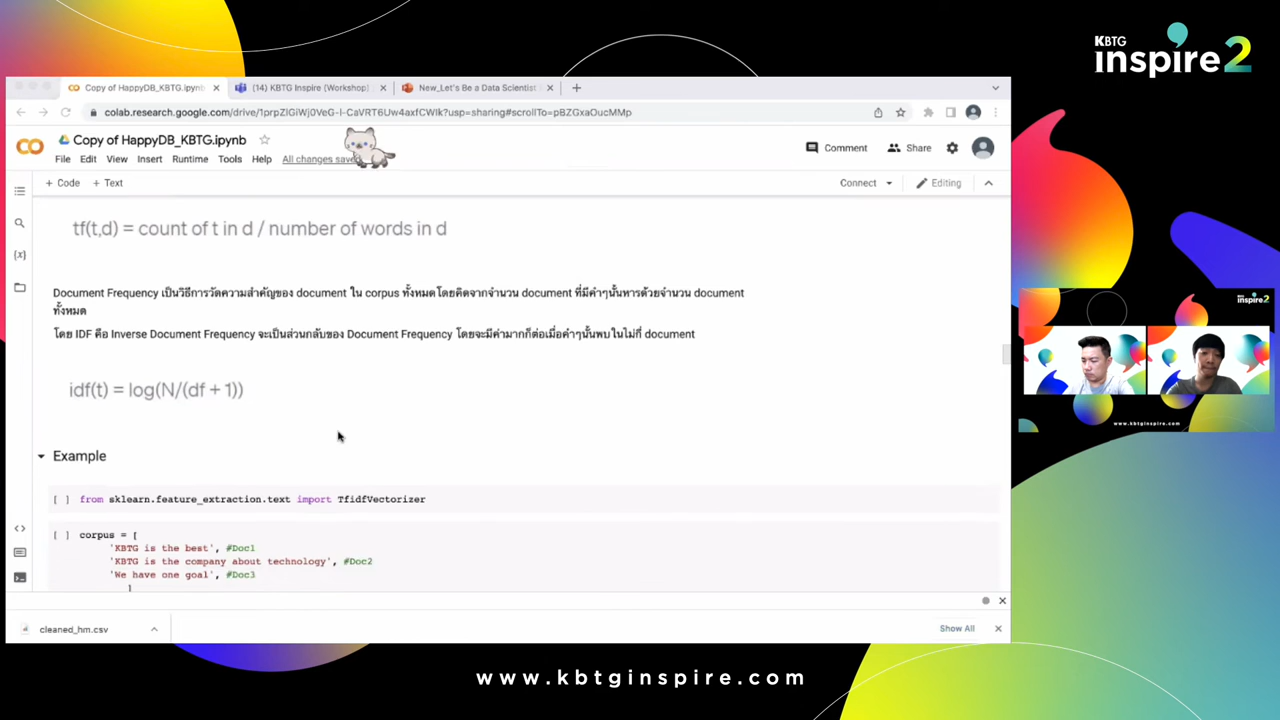 KBTG
inspire 2
Copy of HappyDB_KBTG.ipynb
(14) KBTG Inspire (Workshop)
New_Let's Be a Data Scientist
colab.research.google.com/drive/1prpZlGiWj0VeG-I-CaVRT6Uw4axfCWIk?usp=sharing#scrollTo=pBZGxaOucMMp
Copy of HappyDB_KBTG.ipynb
Comment
Share
File Edit View Insert Runtime Tools Help All changes saved
+ Code + Text
Connect
Editing
tf(t,d) = count of t in d / number of words in d
Document Frequency เป็นวิธีการวัดความสำคัญของ document ใน corpus ทั้งหมดโดยคิดจากจำนวน document ที่มีคำๆนั้นหารด้วยจำนวน document
ทั้งหมด
โดย IDF คือ Inverse Document Frequency จะเป็นส่วนกลับของ Document Frequency โดยจะมีค่ามากก็ต่อเมื่อคำๆนั้นพบในไม่กี่ document
idf(t) = log(N/(df + 1))
Example
[ ] from sklearn.feature_extraction.text import TfidfVectorizer
[ ] corpus = [
'KBTG is the best', #Doc1
'KBTG is the company about technology', #Doc2
'We have one goal', #Doc3
]
cleaned_hm.csv
Show All
inspire 2
www.kbtginspire.com
www.kbtginspire.com